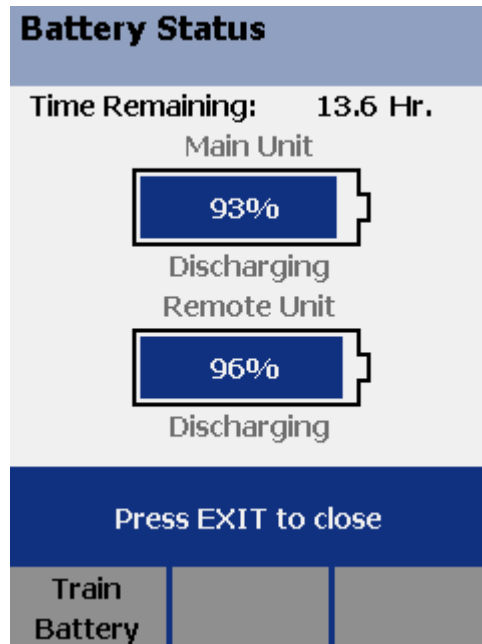 Battery Status
Time Remaining: 13.6 Hr.
Main Unit
93%
Discharging
Remote Unit
96%
Discharging
Press EXIT to close
Train
Battery